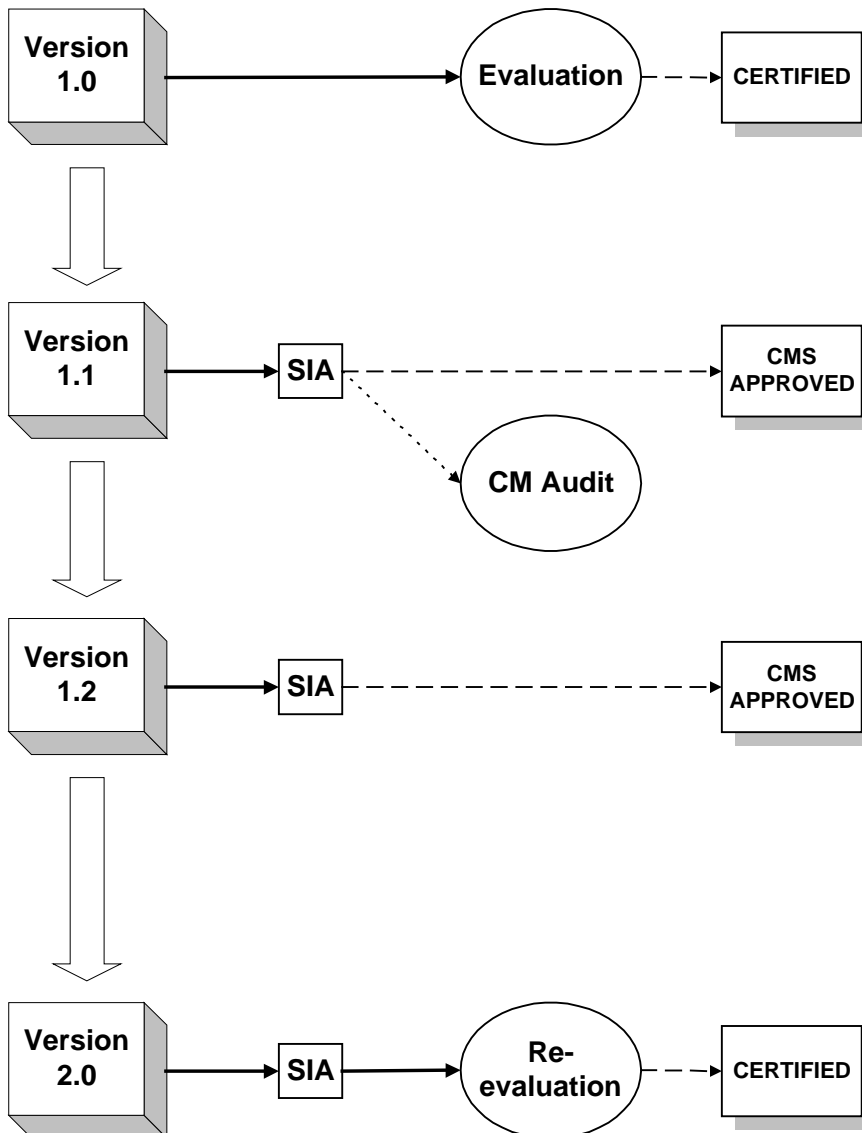 Version
1.0
Evaluation
CERTIFIED
Version
1.1
SIA
CMS
APPROVED
CM Audit
Version
1.2
SIA
CMS
APPROVED
Version
2.0
SIA
Re-
evaluation
CERTIFIED